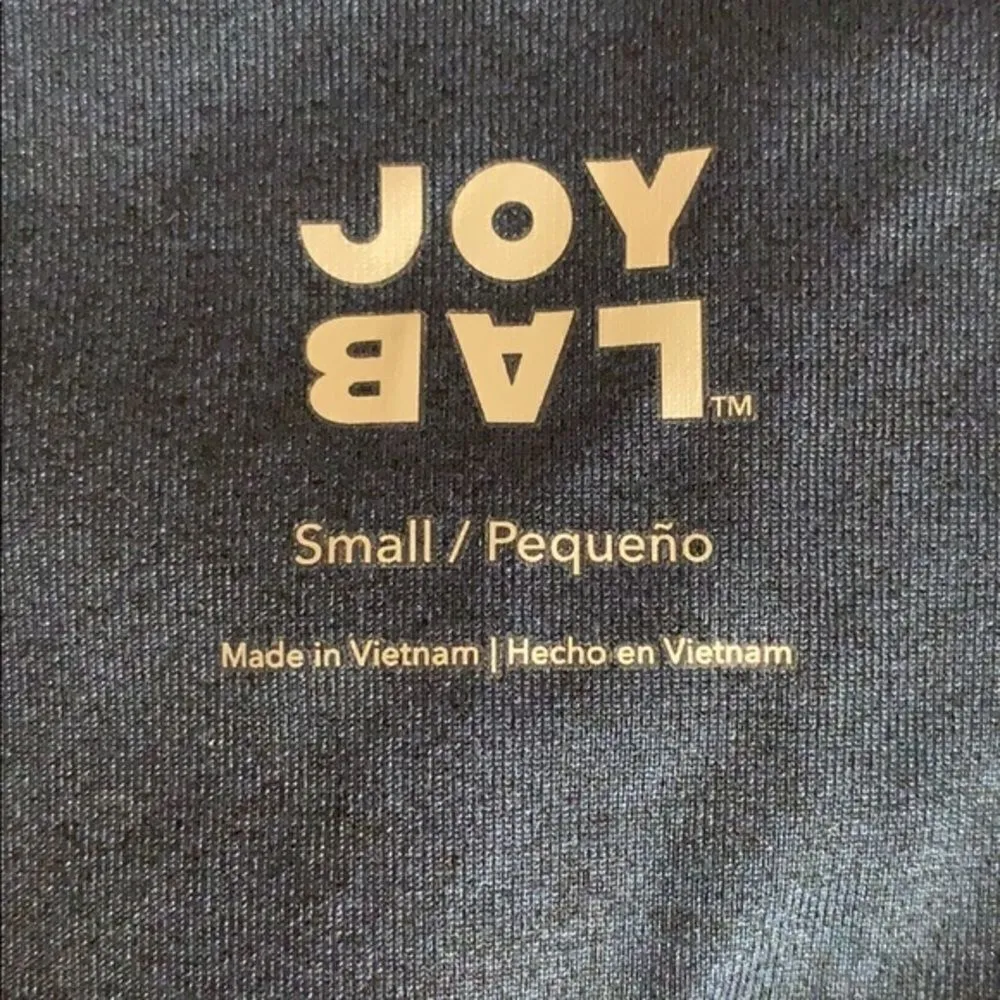 JOY
LAB™
Small / Pequeño
Made in Vietnam | Hecho en Vietnam